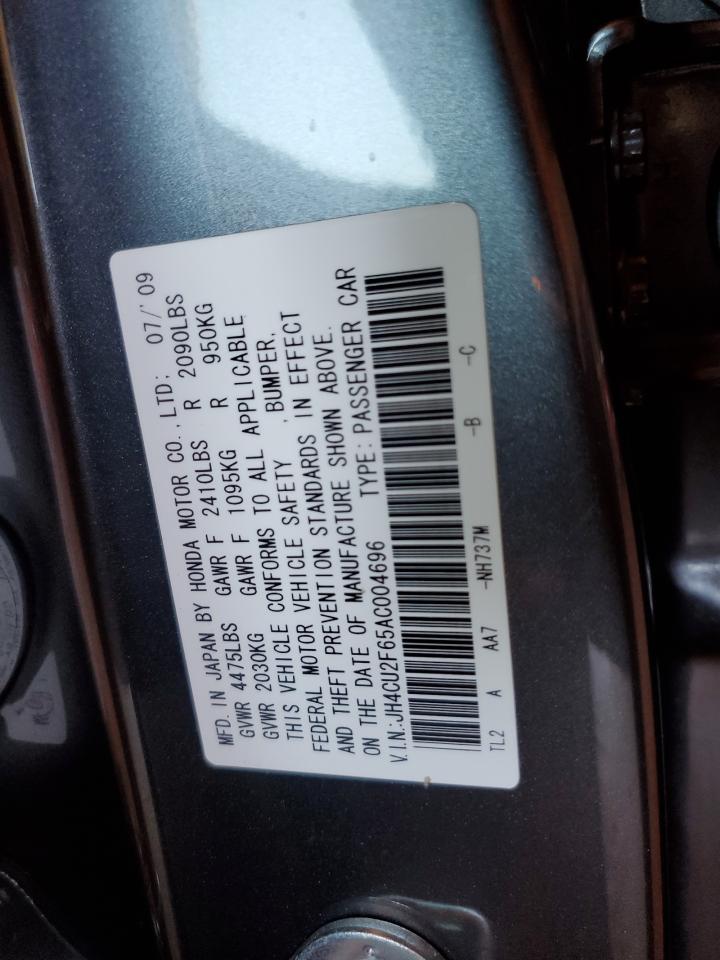 MFD. IN JAPAN BY HONDA MOTOR CO., LTD; 07/'09
GVWR 4475LBS GAWR F 2410LBS R 2090LBS
GVWR 2030KG GAWR F 1095KG R 950KG
THIS VEHICLE CONFORMS TO ALL APPLICABLE
FEDERAL MOTOR VEHICLE SAFETY , BUMPER,
AND THEFT PREVENTION STANDARDS IN EFFECT
ON THE DATE OF MANUFACTURE SHOWN ABOVE.
V.I.N.:JH4CU2F65AC004696 TYPE: PASSENGER CAR
TL2 A AA7 -NH737M -B -C